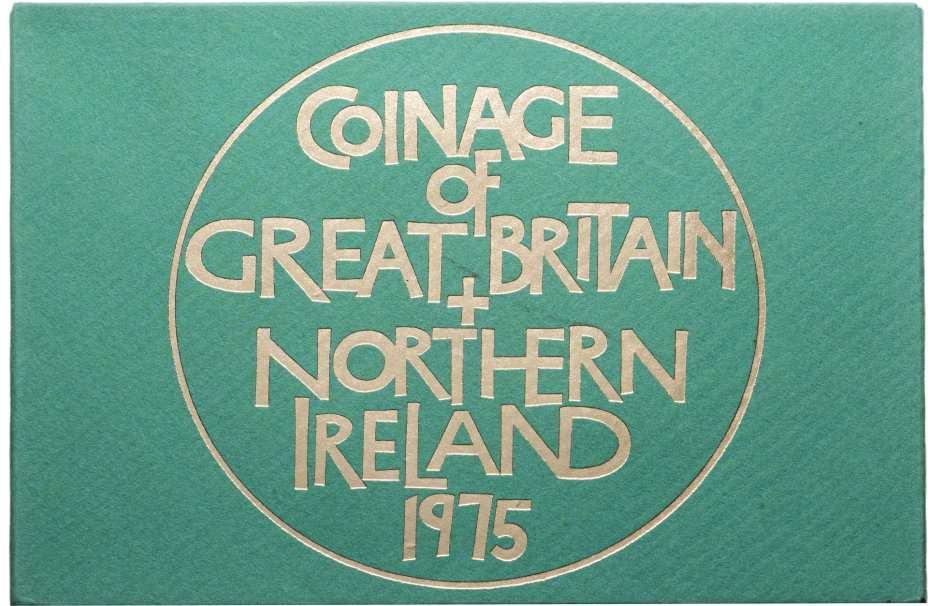 COINAGE
of
GREAT BRITAIN
+
NORTHERN
IRELAND
1975